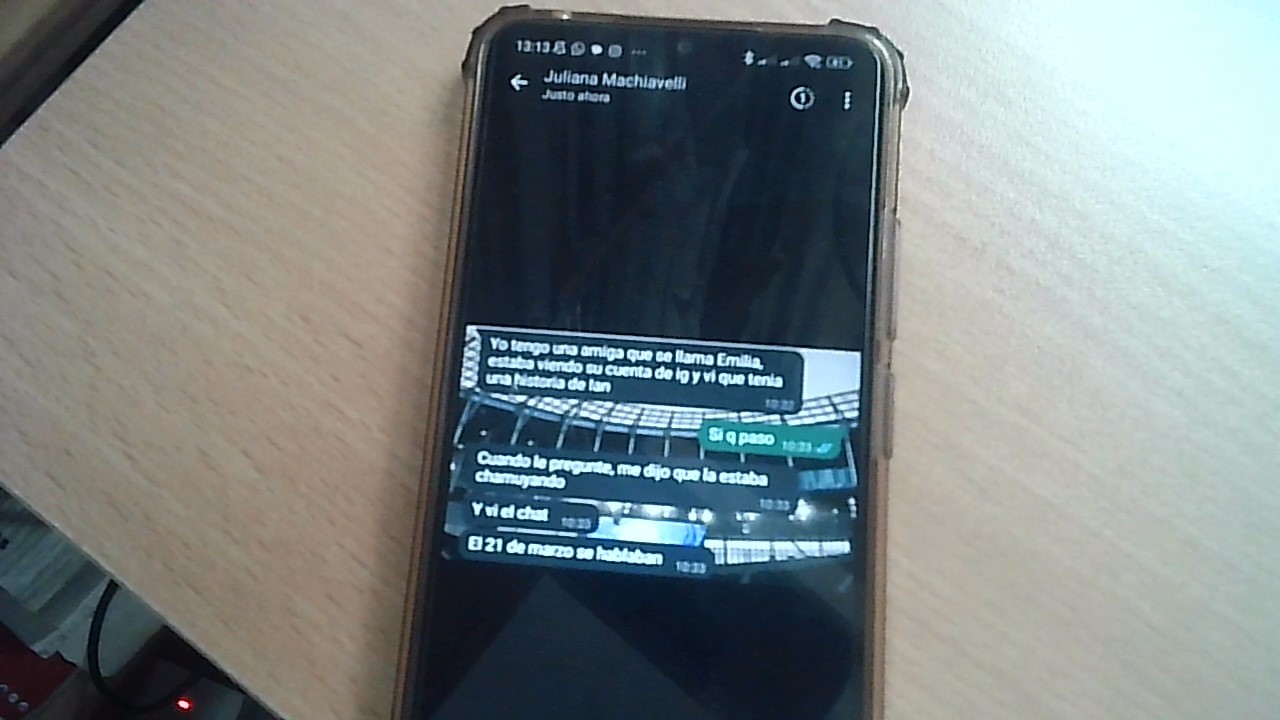 13:13
Juliana Machiavelli
Justo ahora
1
Yo tengo una amiga que se llama Emilia,
estaba viendo su cuenta de ig y vi que tenia
una historia de Ian
10:33
Si q paso 10:33
Cuando le pregunte, me dijo que la estaba
chamuyando
10:33
Y vi el chat 10:33
El 21 de marzo se hablaban 10:33